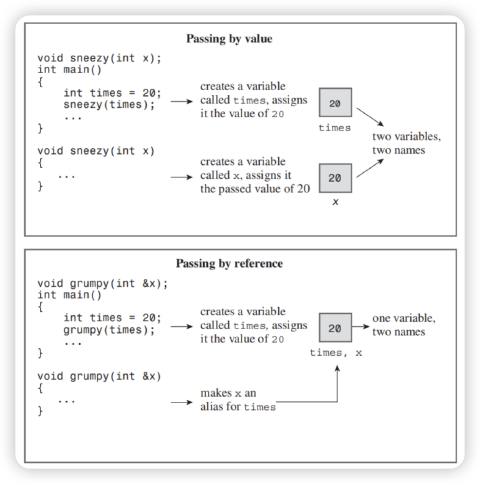 Passing by value
void sneezy(int x);
int main()
{
int times = 20;
sneezy(times);
...
}
creates a variable
called times, assigns
it the value of 20
20
times
two variables,
two names
void sneezy(int x)
{
...
}
creates a variable
called x, assigns it
the passed value of 20
20
x
Passing by reference
void grumpy(int &x);
int main()
{
int times = 20;
grumpy(times);
...
}
creates a variable
called times, assigns
it the value of 20
20
times, x
one variable,
two names
void grumpy(int &x)
{
...
}
makes x an
alias for times